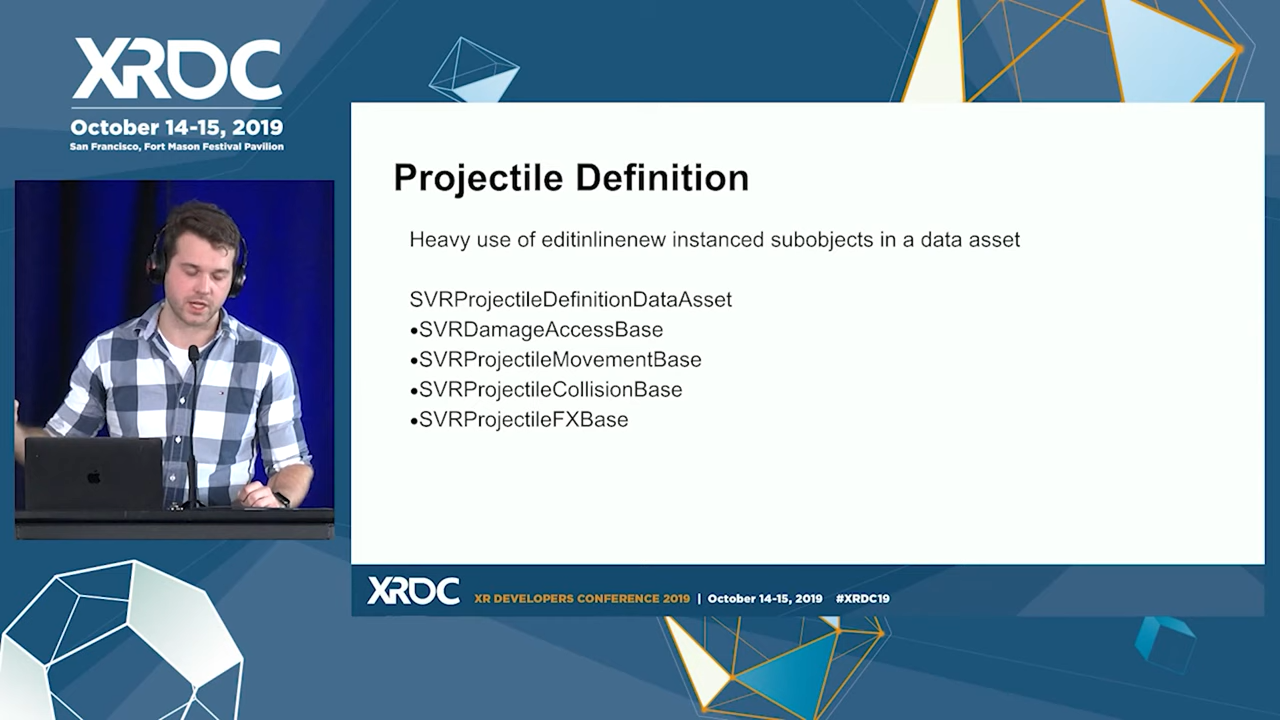 XRDC
October 14-15, 2019
San Francisco, Fort Mason Festival Pavilion
Projectile Definition
Heavy use of editinlinenew instanced subobjects in a data asset
SVRProjectileDefinitionDataAsset
•SVRDamageAccessBase
•SVRProjectileMovementBase
•SVRProjectileCollisionBase
•SVRProjectileFXBase
XRDC XR DEVELOPERS CONFERENCE 2019 | October 14-15, 2019 #XRDC19